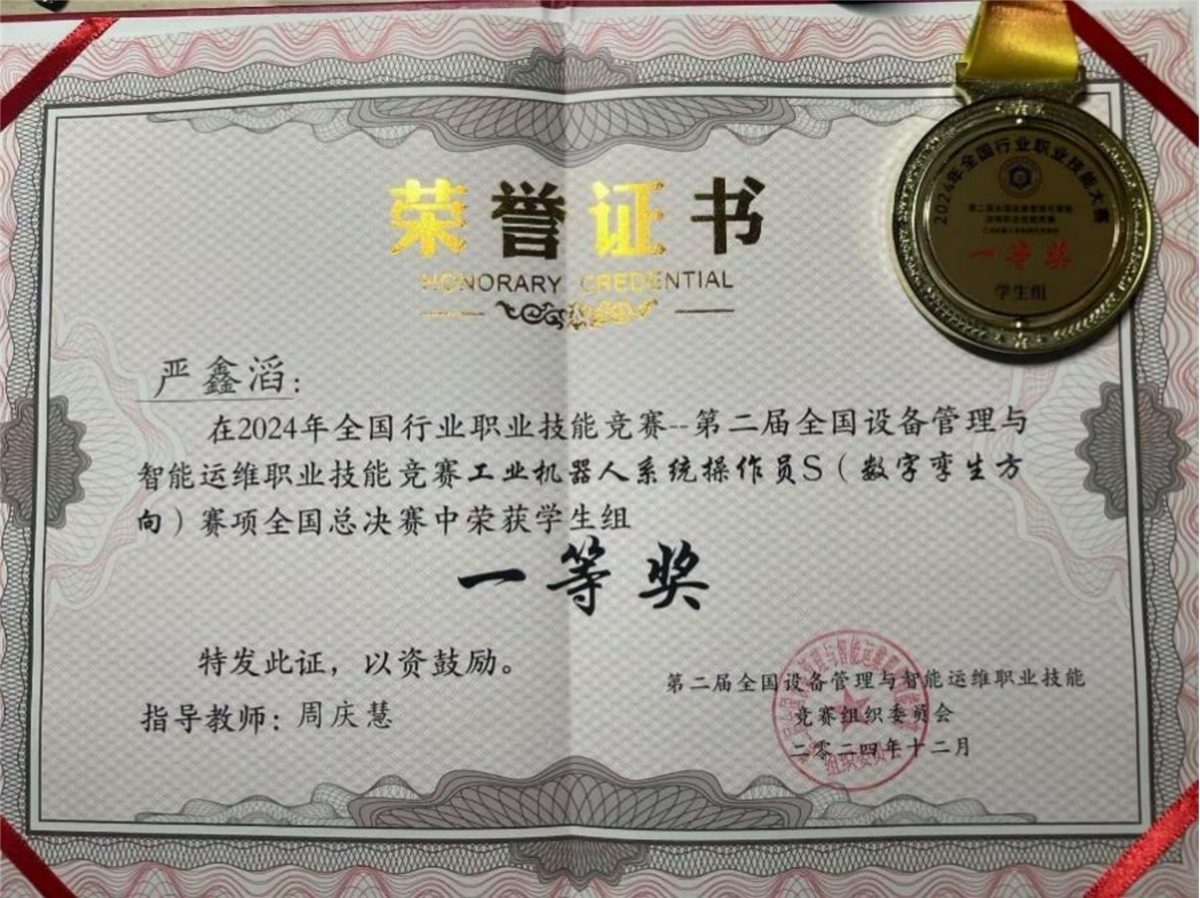 荣誉证书
HONORARY CREDENTIAL
严鑫滔：
在2024年全国行业职业技能竞赛--第二届全国设备管理与
智能运维职业技能竞赛工业机器人系统操作员S（数字孪生方
向）赛项全国总决赛中荣获学生组
一等奖
特发此证，以资鼓励。
指导教师：周庆慧
第二届全国设备管理与智能运维职业技能
竞赛组织委员会
二零二四年十二月
组织委员会
2024年全国行业职业技能大赛
一等奖
学生组